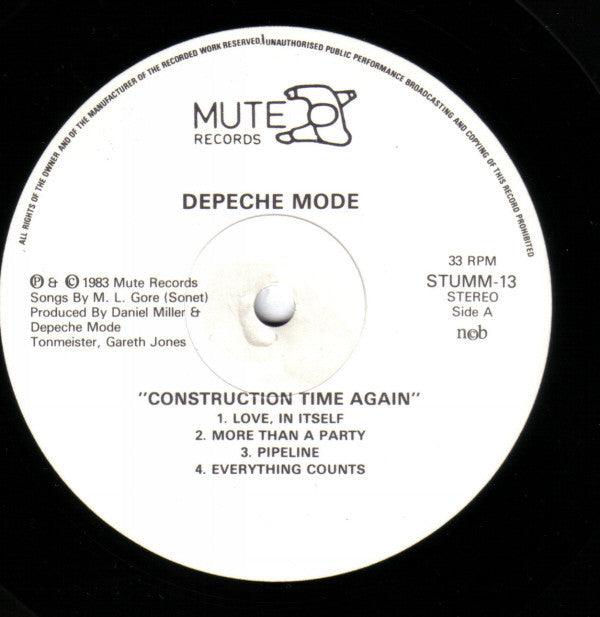 ALL RIGHTS OF THE OWNER AND OF THE MANUFACTURER OF THE RECORDED WORK RESERVED. UNAUTHORISED PUBLIC PERFORMANCE BROADCASTING AND COPYING OF THIS RECORD PROHIBITED
MUTE
RECORDS
DEPECHE MODE
℗ & © 1983 Mute Records
Songs By M. L. Gore (Sonet)
Produced By Daniel Miller &
Depeche Mode
Tonmeister, Gareth Jones
33 RPM
STUMM-13
STEREO
Side A
n©b
"CONSTRUCTION TIME AGAIN"
1. LOVE, IN ITSELF
2. MORE THAN A PARTY
3. PIPELINE
4. EVERYTHING COUNTS